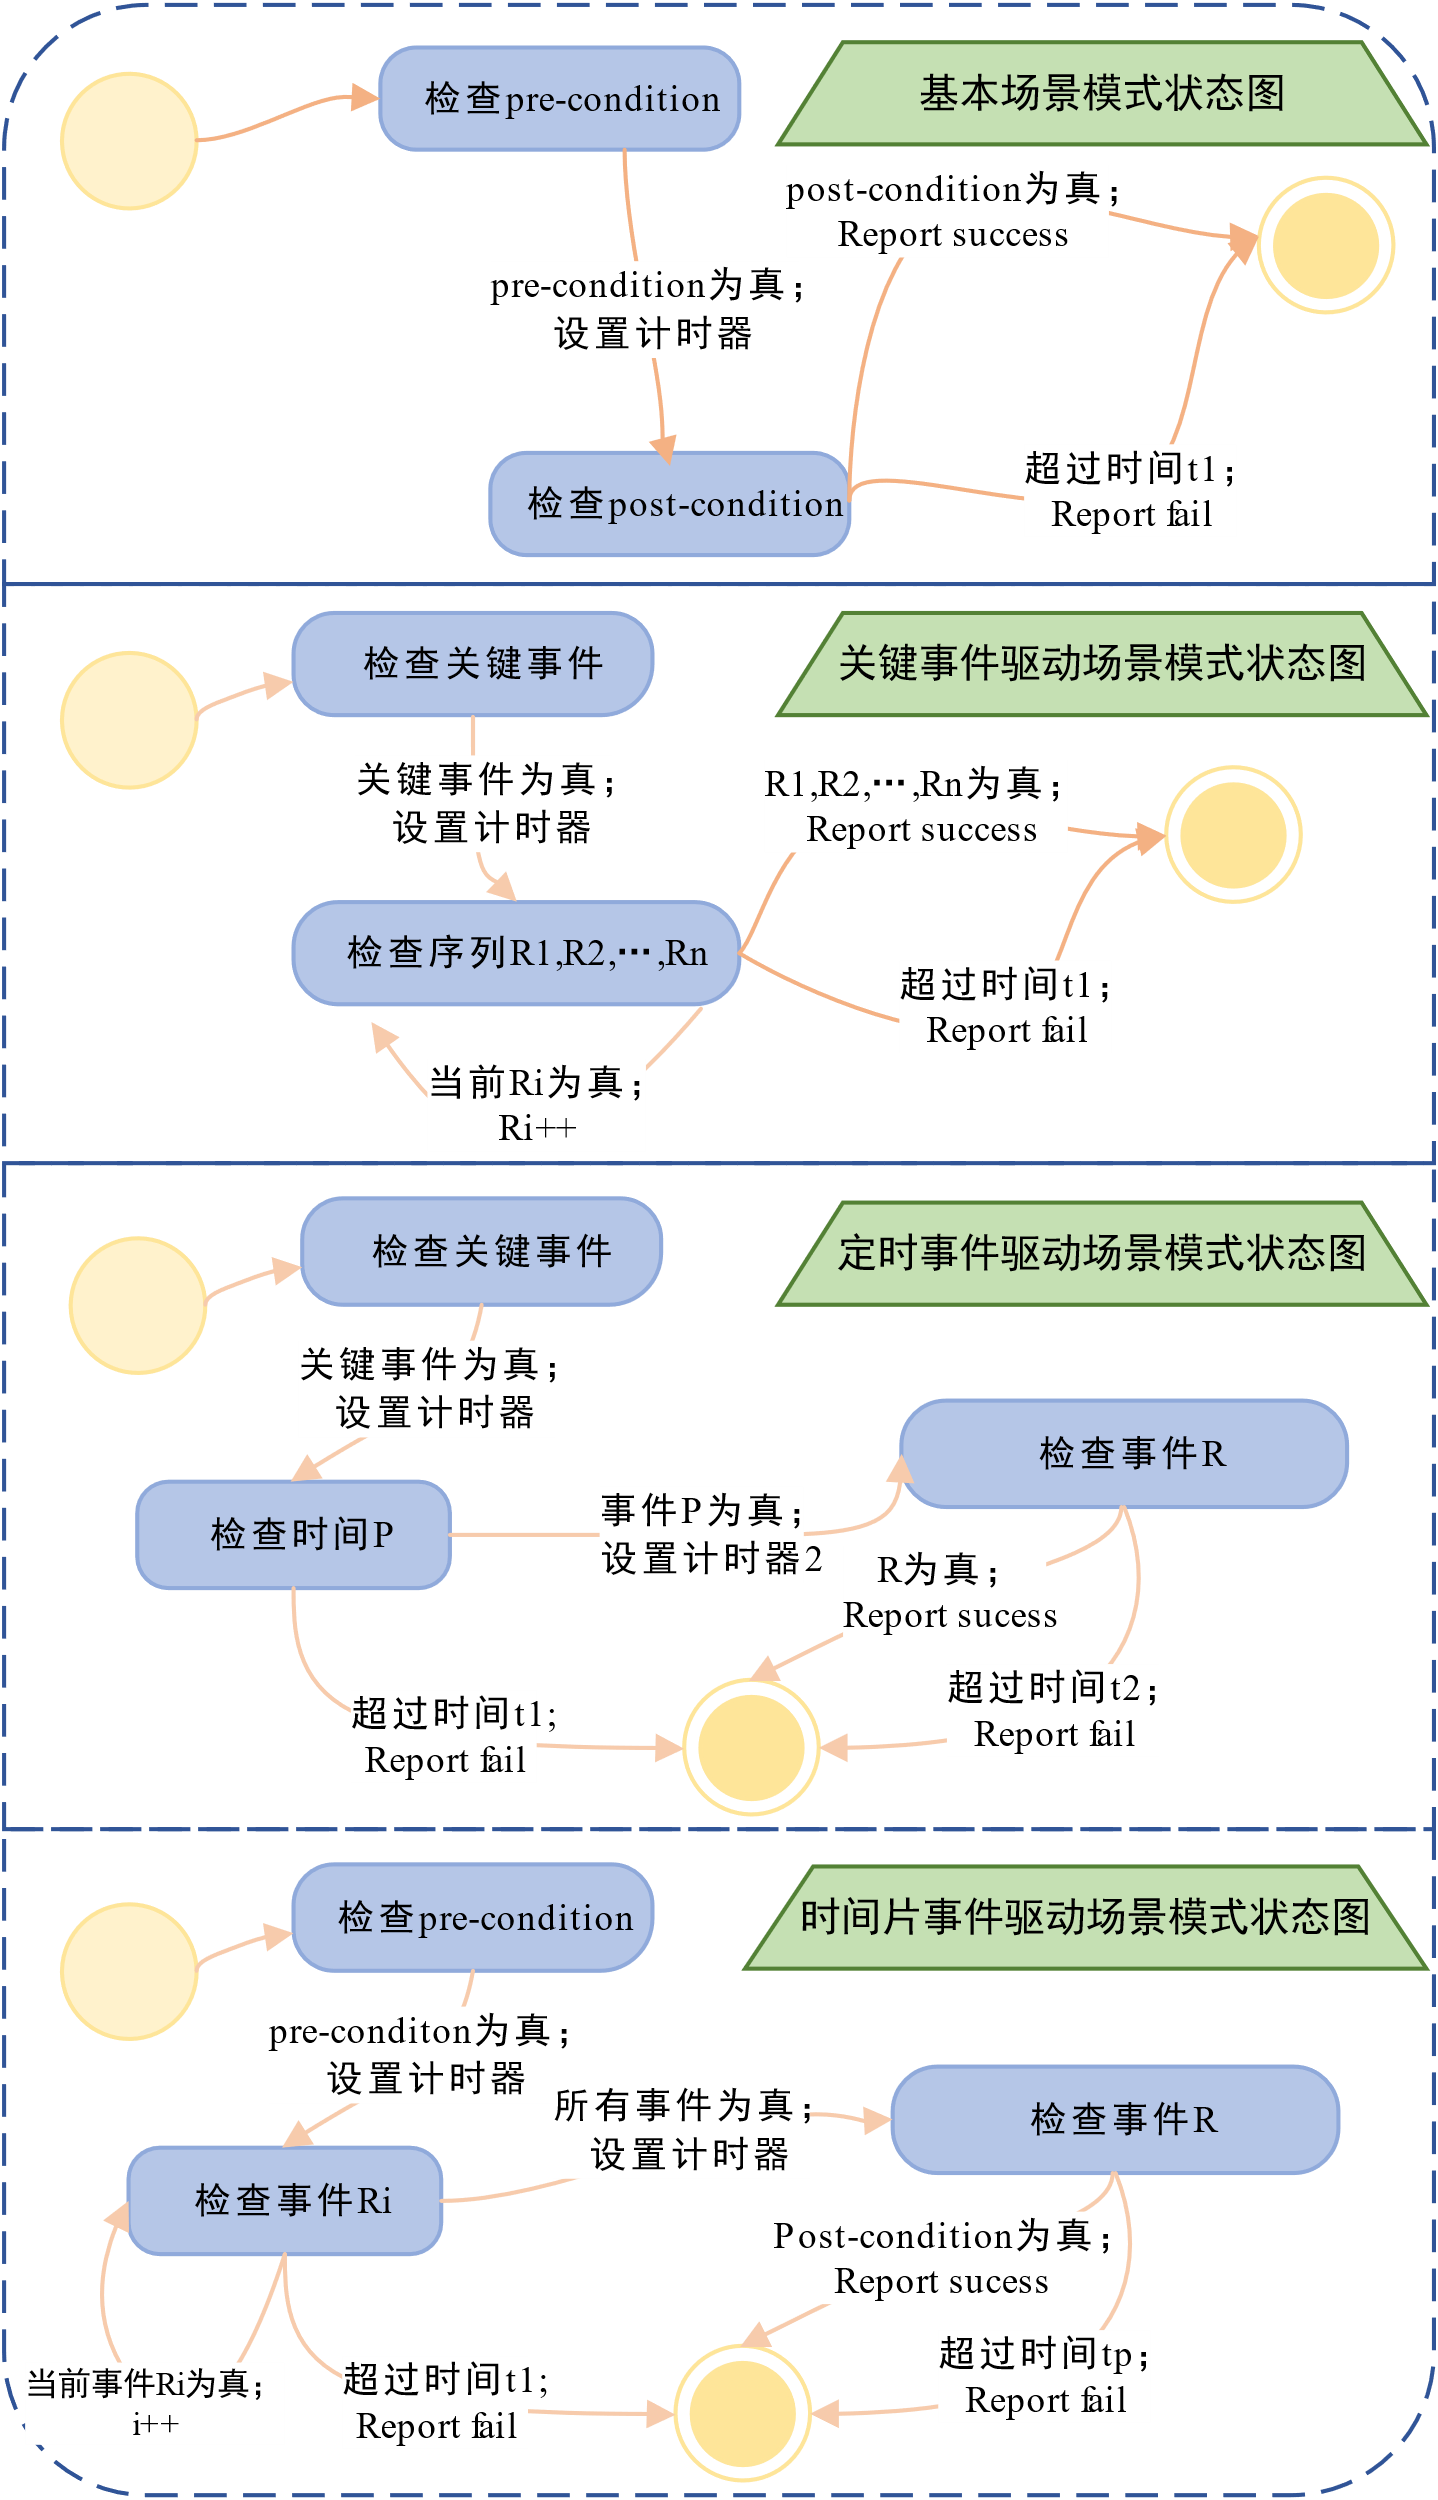 检查pre-condition
基本场景模式状态图
post-condition为真；
Report success
pre-condition为真；
设置计时器
超过时间t1；
Report fail
检查post-condition
检查关键事件
关键事件驱动场景模式状态图
关键事件为真；
设置计时器
R1,R2,…,Rn为真；
Report success
检查序列R1,R2,…,Rn
超过时间t1；
Report fail
当前Ri为真；
Ri++
检查关键事件
定时事件驱动场景模式状态图
关键事件为真；
设置计时器
检查事件R
检查时间P
事件P为真；
设置计时器2
R为真；
Report sucess
超过时间t2；
Report fail
超过时间t1;
Report fail
检查pre-condition
时间片事件驱动场景模式状态图
pre-conditon为真；
设置计时器
所有事件为真；
设置计时器
检查事件R
检查事件Ri
Post-condition为真；
Report sucess
超过时间tp；
Report fail
当前事件Ri为真；
i++
超过时间t1;
Report fail